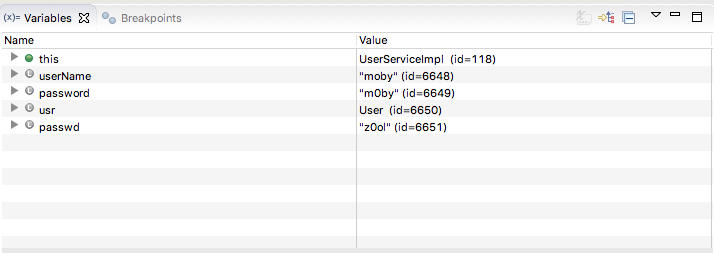 (x)= Variables Breakpoints
Name Value
this UserServiceImpl (id=118)
userName "moby" (id=6648)
password "m0by" (id=6649)
usr User (id=6650)
passwd "z0ol" (id=6651)